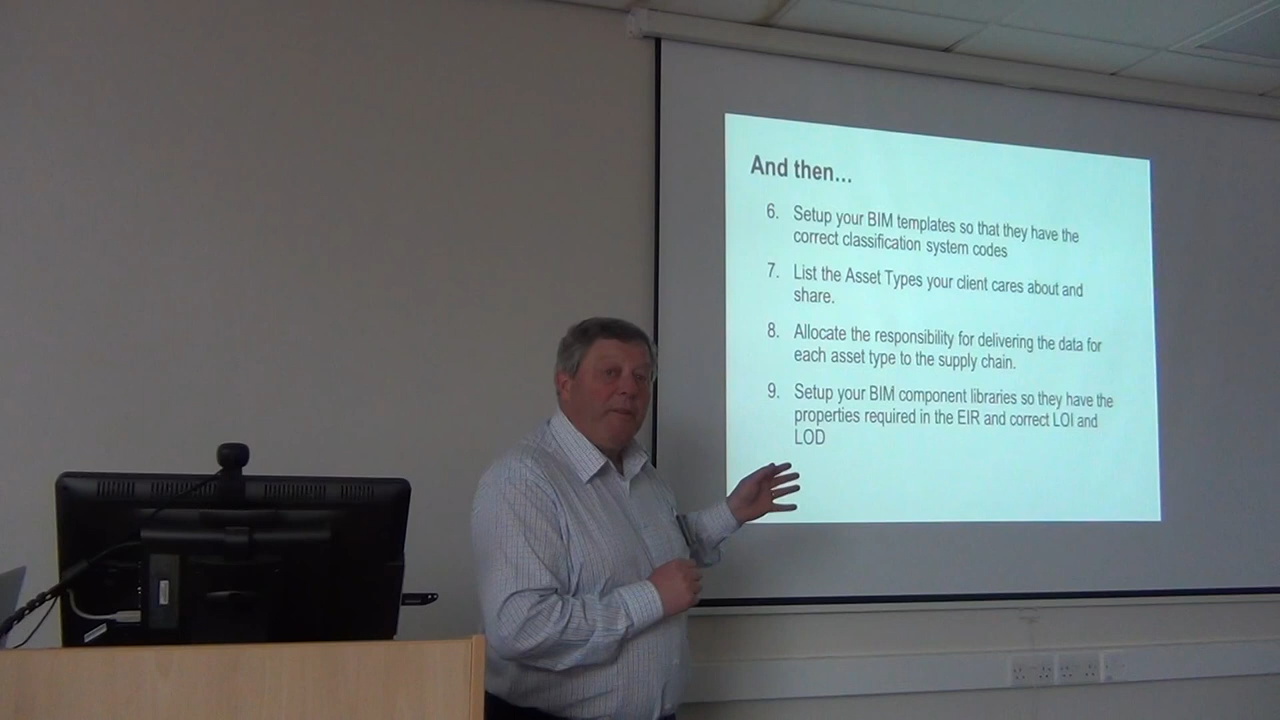 And then…
6. Setup your BIM templates so that they have the
correct classification system codes
7. List the Asset Types your client cares about and
share.
8. Allocate the responsibility for delivering the data for
each asset type to the supply chain.
9. Setup your BIM component libraries so they have the
properties required in the EIR and correct LOI and
LOD